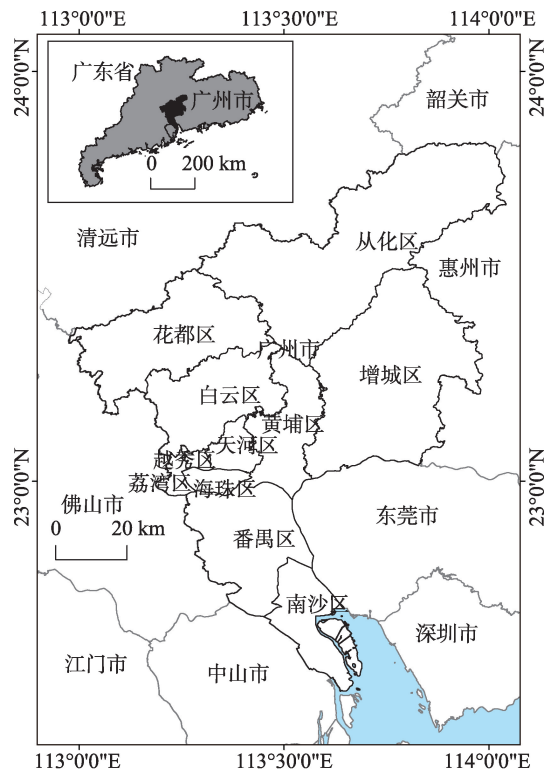 113°0'0"E 113°30'0"E 114°0'0"E
24°0'0"N
24°0'0"N
广东省
广州市
0 200 km
韶关市
清远市
从化区
惠州市
花都区
广州市
增城区
白云区
黄埔区
天河区
越秀区
荔湾区
海珠区
佛山市
0 20 km
23°0'0"N
23°0'0"N
东莞市
番禺区
南沙区
深圳市
江门市
中山市
113°0'0"E 113°30'0"E 114°0'0"E